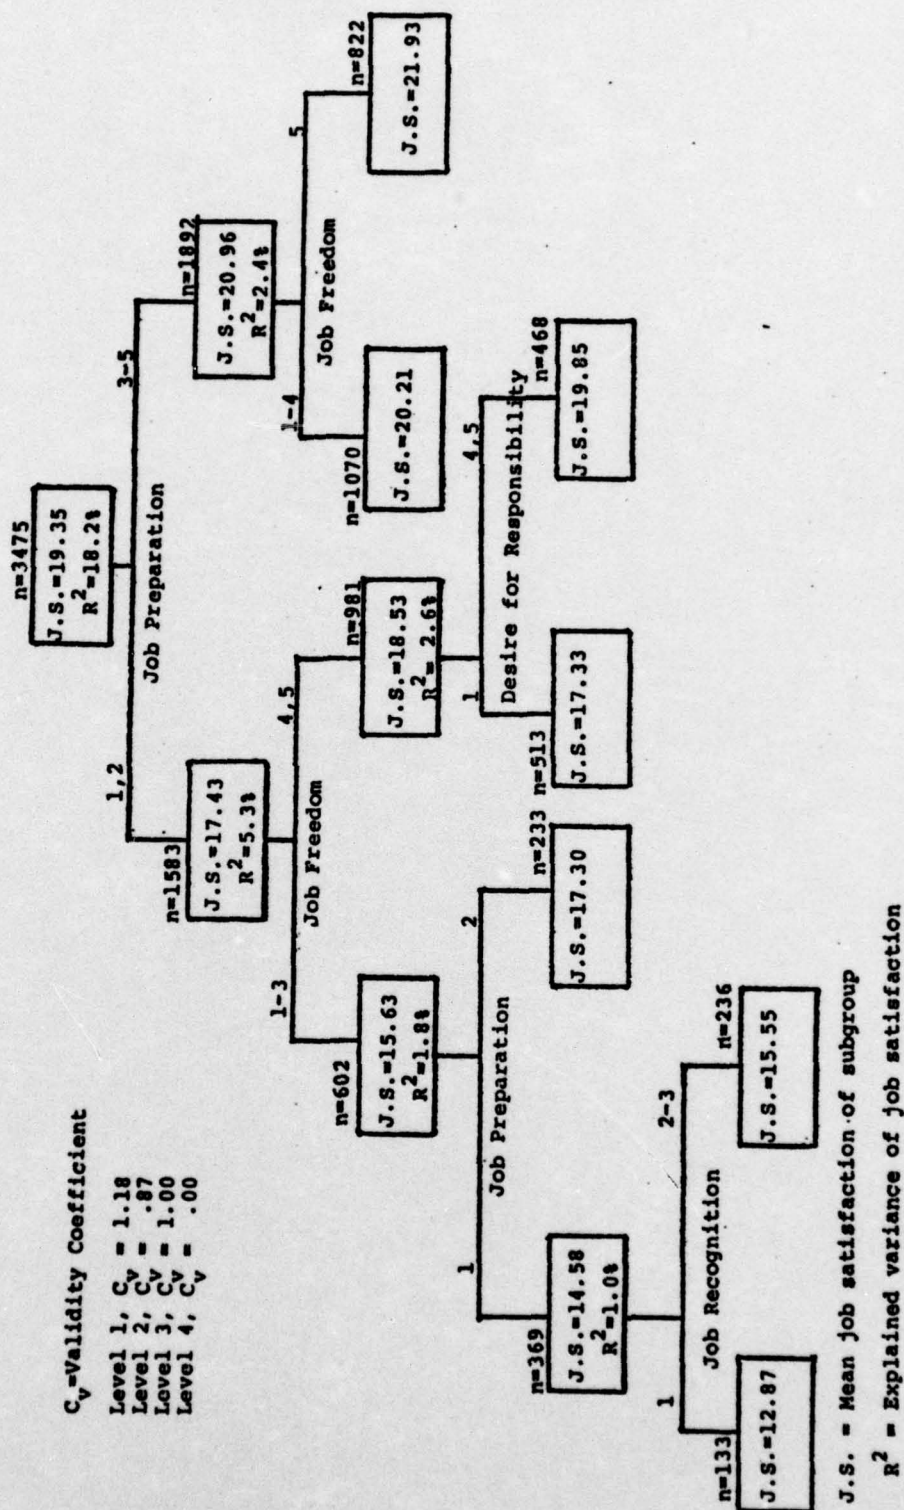 C_v=Validity Coefficient
Level 1, C_v = 1.18
Level 2, C_v = .87
Level 3, C_v = 1.00
Level 4, C_v = .00
n=3475
J.S.=19.35
R²=18.2%
Job Preparation
1,2
3-5
n=1583
J.S.=17.43
R²=5.3%
n=1892
J.S.=20.96
R²=2.4%
Job Freedom
1-3
4,5
Job Freedom
1-4
5
n=602
J.S.=15.63
R²=1.8%
n=981
J.S.=18.53
R²= 2.6%
n=1070
J.S.=20.21
n=822
J.S.=21.93
Job Preparation
1
2
Desire for Responsibility
1
4,5
n=369
J.S.=14.58
R²=1.0%
n=233
J.S.=17.30
n=513
J.S.=17.33
n=468
J.S.=19.85
Job Recognition
1
2-3
n=133
J.S.=12.87
n=236
J.S.=15.55
J.S. = Mean job satisfaction of subgroup
R² = Explained variance of job satisfaction